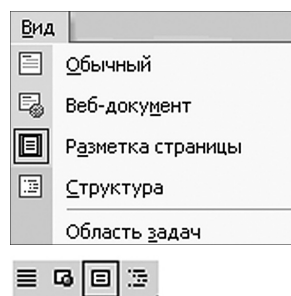 Вид
Обычный
Веб-документ
Разметка страницы
Структура
Область задач